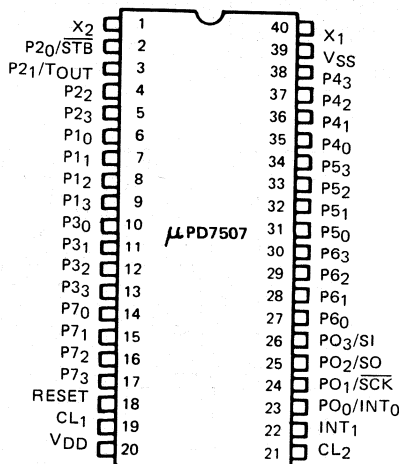 X2 1 40 X1
P20/STB 2 39 VSS
P21/TOUT 3 38 P43
P22 4 37 P42
P23 5 36 P41
P10 6 35 P40
P11 7 34 P53
P12 8 33 P52
P13 9 32 P51
P30 10 μPD7507 31 P50
P31 11 30 P63
P32 12 29 P62
P33 13 28 P61
P70 14 27 P60
P71 15 26 PO3/SI
P72 16 25 PO2/SO
P73 17 24 PO1/SCK
RESET 18 23 PO0/INT0
CL1 19 22 INT1
VDD 20 21 CL2